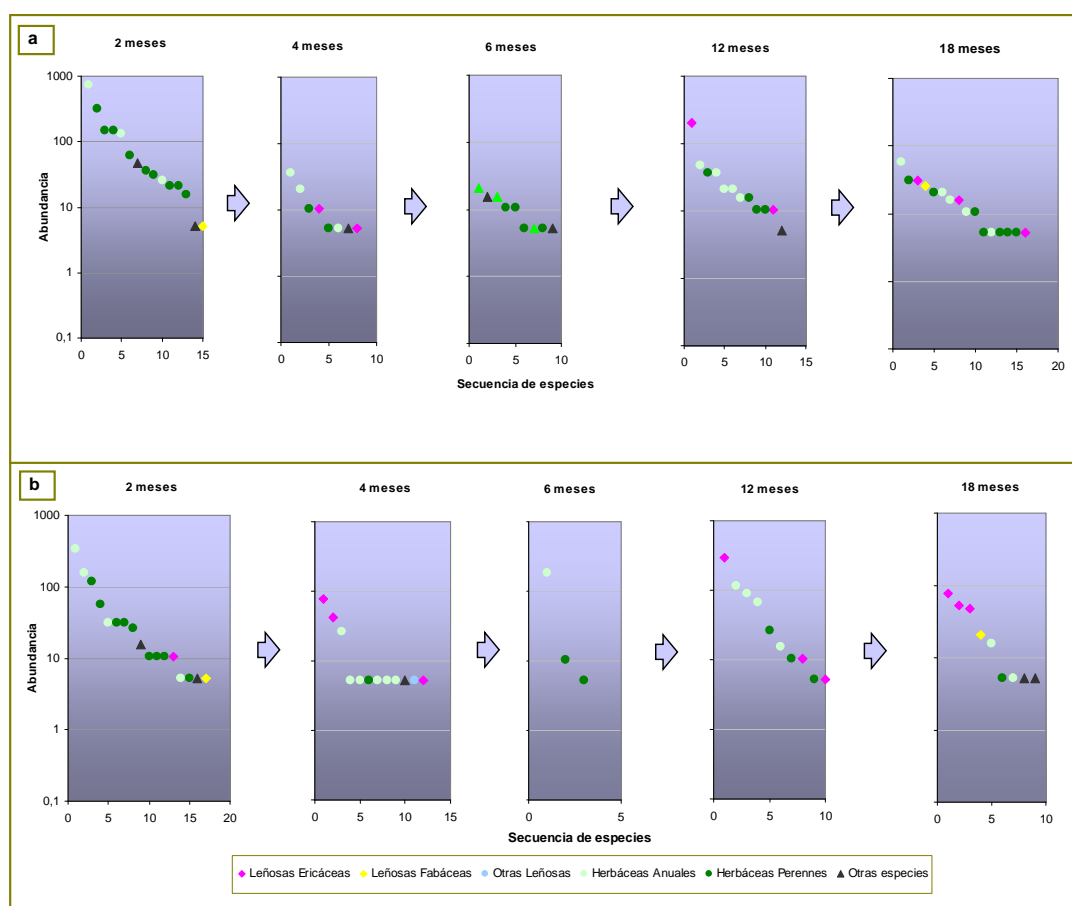 a
2 meses
4 meses
6 meses
12 meses
18 meses
Abundancia
1000
100
10
1
0,1
0 5 10 15
0 5 10
0 5 10
0 5 10 15
0 5 10 15 20
Secuencia de especies
b
2 meses
4 meses
6 meses
12 meses
18 meses
Abundancia
1000
100
10
1
0,1
0 5 10 15 20
0 5 10 15
0 5
0 5 10
0 5 10
Secuencia de especies
Leñosas Ericáceas Leñosas Fabáceas Otras Leñosas Herbáceas Anuales Herbáceas Perennes Otras especies